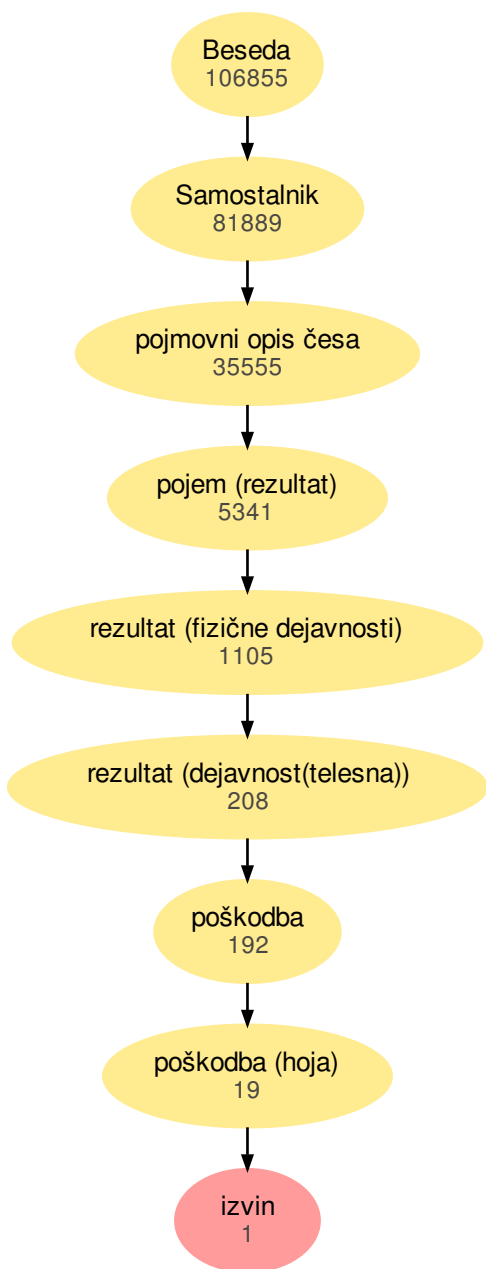 Beseda
106855
Samostalnik
81889
pojmovni opis česa
35555
pojem (rezultat)
5341
rezultat (fizične dejavnosti)
1105
rezultat (dejavnost(telesna))
208
poškodba
192
poškodba (hoja)
19
izvin
1